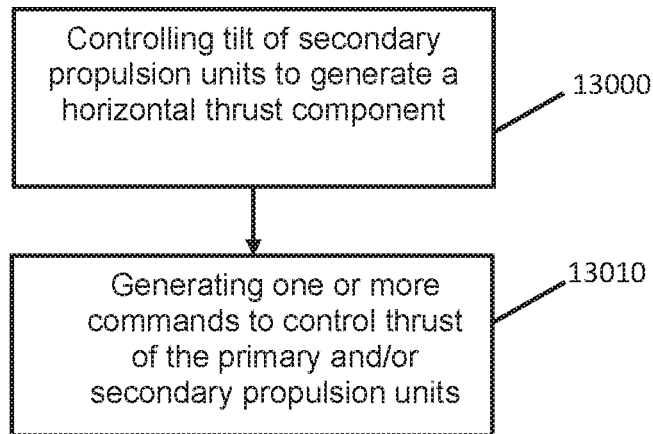 Controlling tilt of secondary
propulsion units to generate a
horizontal thrust component
13000
Generating one or more
commands to control thrust
of the primary and/or
secondary propulsion units
13010